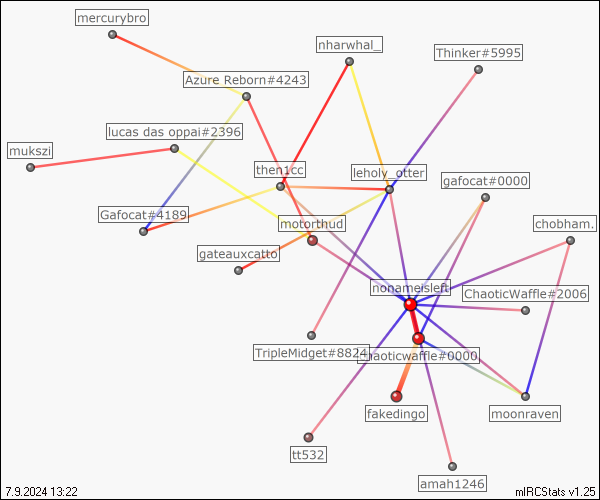 mercurybro
nharwhal_
Thinker#5995
Azure_Reborn#4243
lucas das oppai#2396
mukszi
then1cc
leholy_otter
gafocat#0000
Gafocat#4189
motorthud
chobham.
gateauxcatto
nonameisleft
ChaoticWaffle#2006
TripleMidget#8824
chaoticwaffle#0000
fakedingo
moonraven
tt532
amah1246
7.9.2024 13:22
mIRCStats v1.25